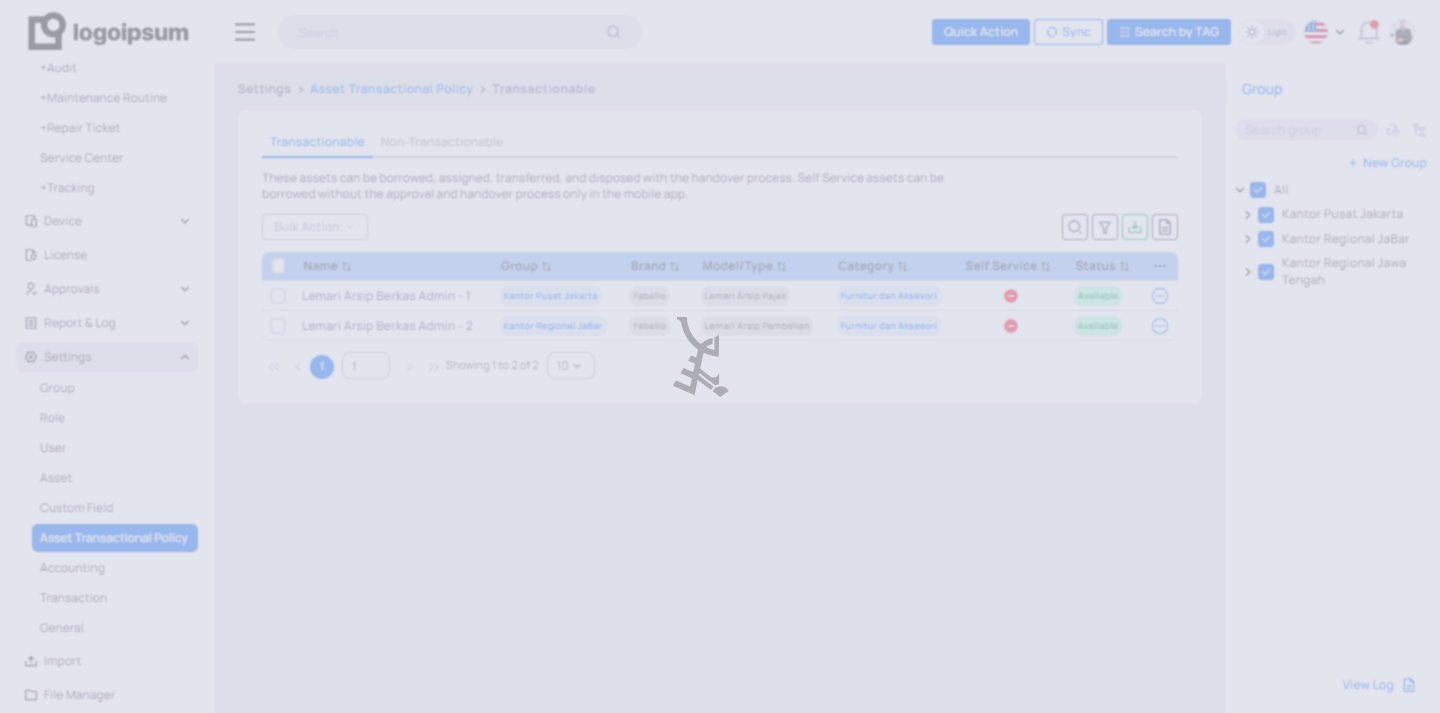 logoipsum
Search
Quick Action
Sync
Search by TAG
Light
+Audit
+Maintenance Routine
+Repair Ticket
Service Center
+Tracking
Device
License
Approvals
Report & Log
Settings
Group
Role
User
Asset
Custom Field
Asset Transactional Policy
Accounting
Transaction
General
Import
File Manager
Settings > Asset Transactional Policy > Transactionable
Transactionable Non-Transactionable
These assets can be borrowed, assigned, transferred, and disposed with the handover process. Self Service assets can be
borrowed without the approval and handover process only in the mobile app.
Bulk Action
Name Group Brand Model/Type Category Self Service Status
Lemari Arsip Berkas Admin - 1 Kantor Pusat Jakarta Fabelio Lemari Arsip Pajak Furnitur dan Aksesori Available
Lemari Arsip Berkas Admin - 2 Kantor Regional JaBar Fabelio Lemari Arsip Pembelian Furnitur dan Aksesori Available
1 1 Showing 1 to 2 of 2 10
Group
Search group
+ New Group
All
Kantor Pusat Jakarta
Kantor Regional JaBar
Kantor Regional Jawa
Tengah
View Log